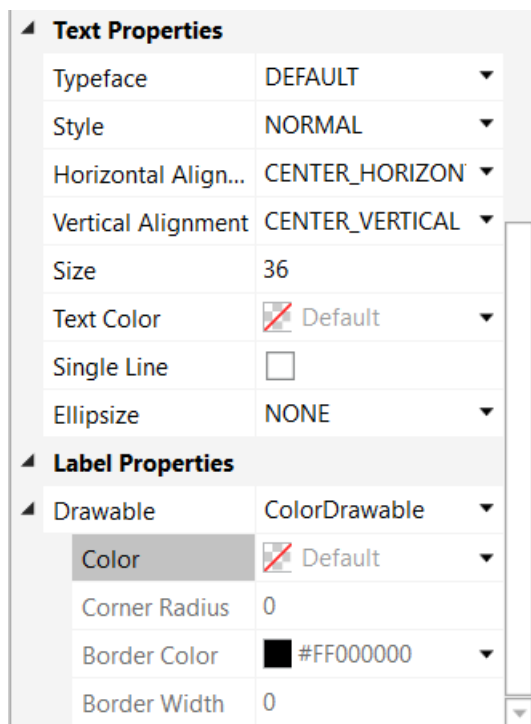 Text Properties
Typeface DEFAULT
Style NORMAL
Horizontal Align... CENTER_HORIZON
Vertical Alignment CENTER_VERTICAL
Size 36
Text Color Default
Single Line
Ellipsize NONE
Label Properties
Drawable ColorDrawable
Color Default
Corner Radius 0
Border Color #FF000000
Border Width 0